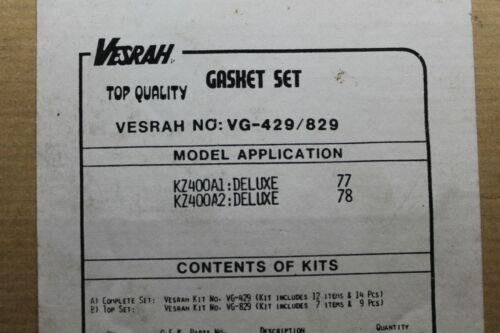 VESRAH
GASKET SET
TOP QUALITY
VESRAH NO: VG-429/829
MODEL APPLICATION
KZ400A1:DELUXE 77
KZ400A2:DELUXE 78
CONTENTS OF KITS
A) COMPLETE SET: VESRAH KIT NO. VG-429 (KIT INCLUDES 12 ITEMS & 14 PCS)
B) TOP SET: VESRAH KIT NO. VG-829 (KIT INCLUDES 7 ITEMS & 9 PCS)
DESCRIPTION QUANTITY